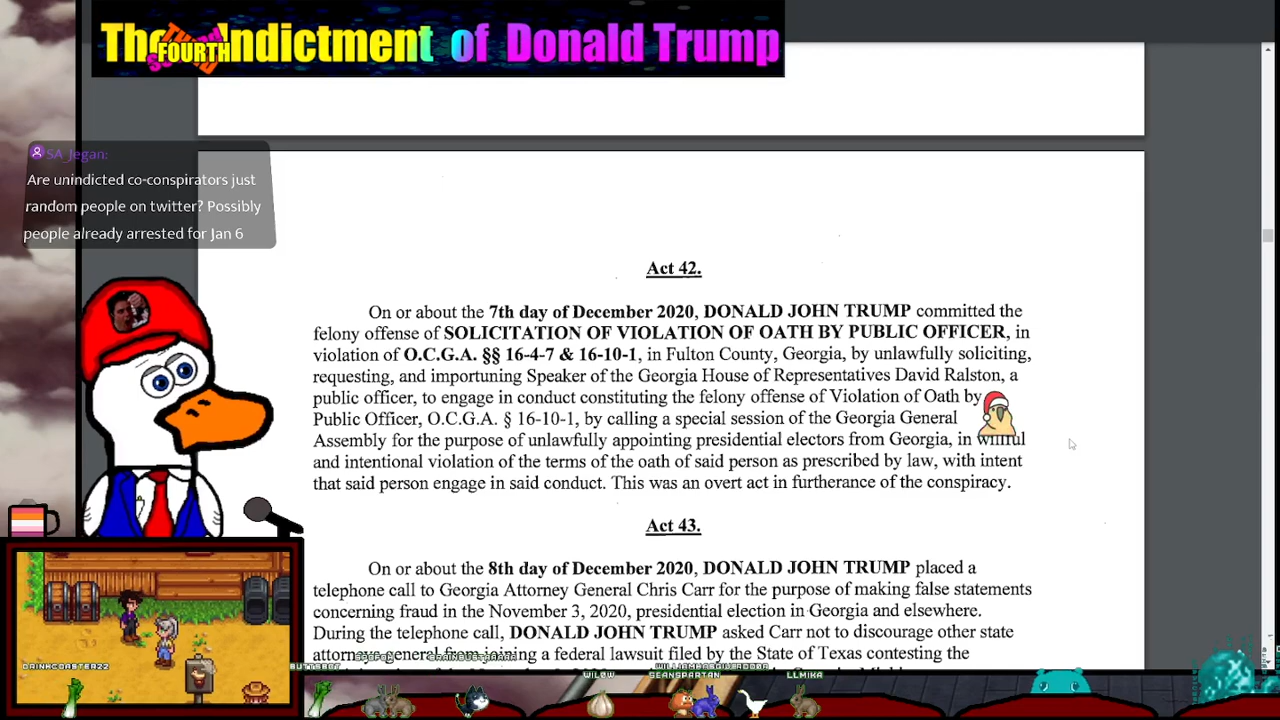 The Indictment of Donald Trump
FOURTH
SA_Jegan:
Are unindicted co-conspirators just
random people on twitter? Possibly
people already arrested for Jan 6
Act 42.
On or about the 7th day of December 2020, DONALD JOHN TRUMP committed the
felony offense of SOLICITATION OF VIOLATION OF OATH BY PUBLIC OFFICER, in
violation of O.C.G.A. §§ 16-4-7 & 16-10-1, in Fulton County, Georgia, by unlawfully soliciting,
requesting, and importuning Speaker of the Georgia House of Representatives David Ralston, a
public officer, to engage in conduct constituting the felony offense of Violation of Oath by
Public Officer, O.C.G.A. § 16-10-1, by calling a special session of the Georgia General
Assembly for the purpose of unlawfully appointing presidential electors from Georgia, in willful
and intentional violation of the terms of the oath of said person as prescribed by law, with intent
that said person engage in said conduct. This was an overt act in furtherance of the conspiracy.
Act 43.
On or about the 8th day of December 2020, DONALD JOHN TRUMP placed a
telephone call to Georgia Attorney General Chris Carr for the purpose of making false statements
concerning fraud in the November 3, 2020, presidential election in Georgia and elsewhere.
During the telephone call, DONALD JOHN TRUMP asked Carr not to discourage other state
attorneys general from joining a federal lawsuit filed by the State of Texas contesting the
DRINKCOASTER22
BUTTSBOT
WIL0W
SEANSPARTAN
LLMIKA